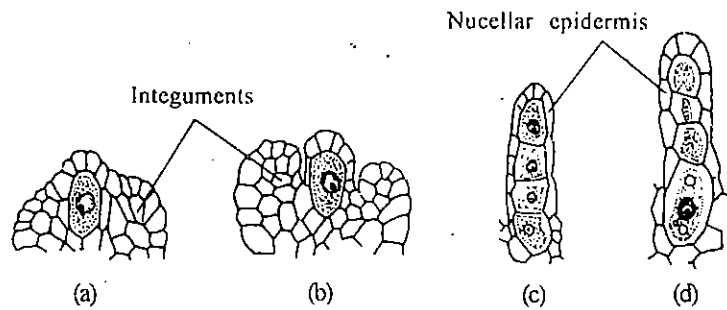 Nucellar epidermis
Integuments
(a)
(b)
(c)
(d)